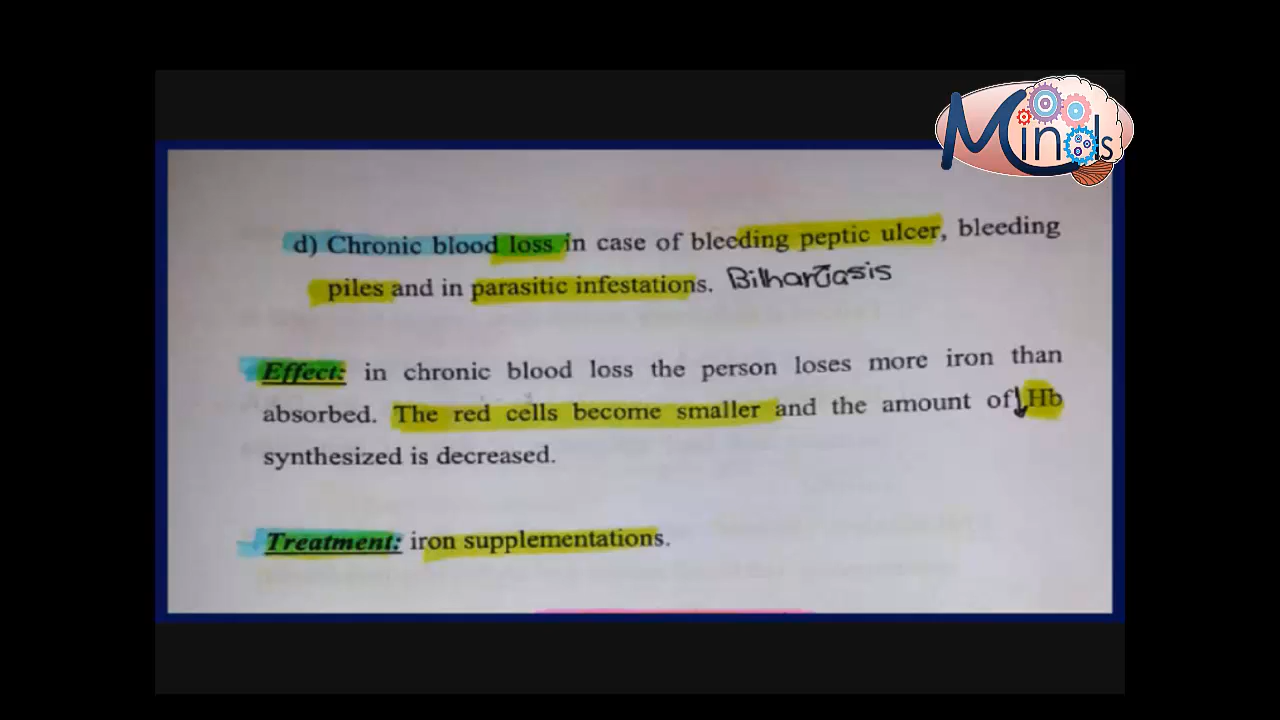 Minds
d) Chronic blood loss in case of bleeding peptic ulcer, bleeding
piles and in parasitic infestations. Bilharziasis
Effect: in chronic blood loss the person loses more iron than
absorbed. The red cells become smaller and the amount of ↓Hb
synthesized is decreased.
Treatment: iron supplementations.